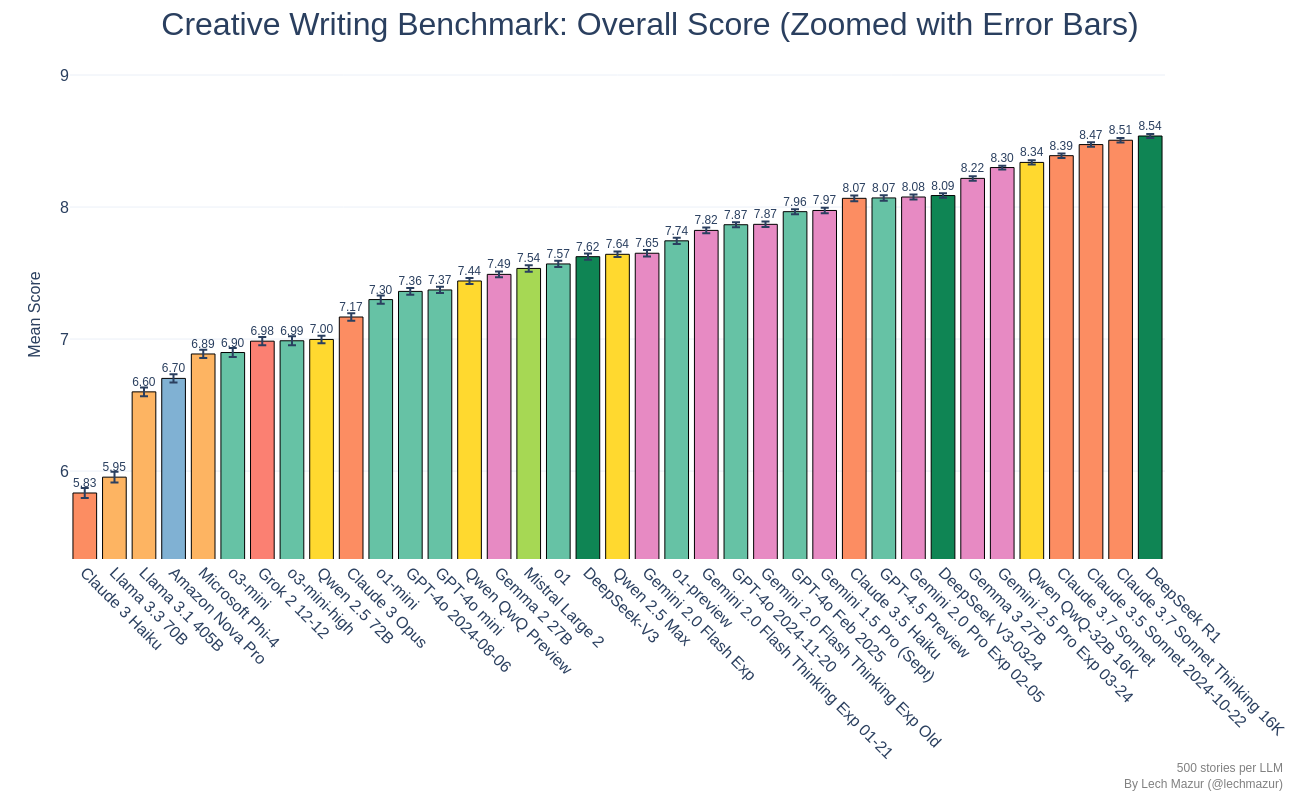 Creative Writing Benchmark: Overall Score (Zoomed with Error Bars)
Mean Score
9
8
7
6
5.83
5.95
6.60
6.70
6.89
6.90
6.98
6.99
7.00
7.17
7.30
7.36
7.37
7.44
7.49
7.54
7.57
7.62
7.64
7.65
7.74
7.82
7.87
7.87
7.96
7.97
8.07
8.07
8.08
8.09
8.22
8.30
8.34
8.39
8.47
8.51
8.54
Claude 3 Haiku
Llama 3.3 70B
Llama 3.1 405B
Amazon Nova Pro
Microsoft Phi-4
o3-mini
Grok 2 12-12
o3-mini-high
Qwen 2.5 72B
Claude 3 Opus
o1-mini
GPT-4o 2024-08-06
GPT-4o mini
Qwen QwQ Preview
Gemma 2 27B
Mistral Large 2
o1
DeepSeek-V3
Qwen 2.5 Max
Gemini 2.0 Flash Exp
o1-preview
Gemini 2.0 Flash Thinking Exp 01-21
GPT-4o 2024-11-20
Gemini 2.0 Flash Thinking Exp Old
GPT-4o Feb 2025
Gemini 1.5 Pro (Sept)
Claude 3.5 Haiku
GPT-4.5 Preview
Gemini 2.0 Pro Exp 02-05
DeepSeek V3-0324
Gemma 3 27B
Gemini 2.5 Pro Exp 03-24
Qwen QwQ-32B 16K
Claude 3.7 Sonnet
Claude 3.5 Sonnet 2024-10-22
Claude 3.7 Sonnet Thinking 16K
DeepSeek R1
500 stories per LLM
By Lech Mazur (@lechmazur)